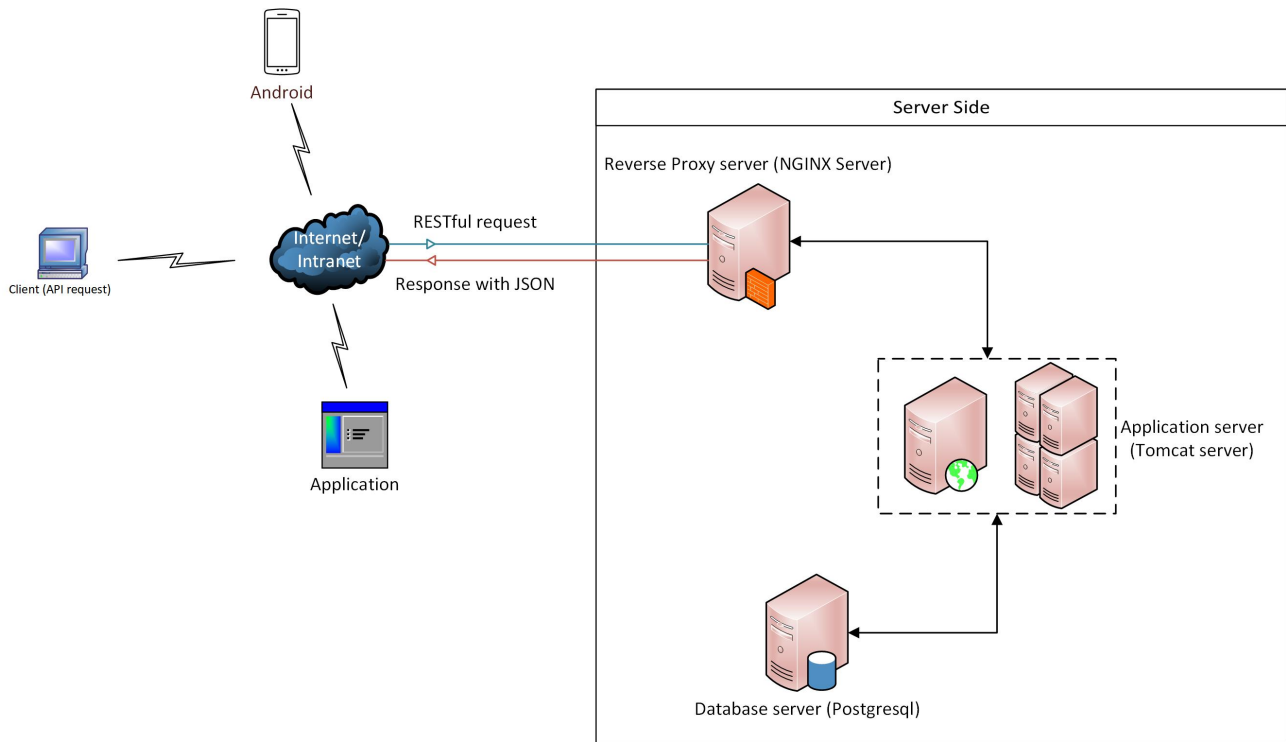 Android
Server Side
Reverse Proxy server (NGINX Server)
RESTful request
Internet/
Intranet
Response with JSON
Client (API request)
Application server
(Tomcat server)
Application
Database server (Postgresql)